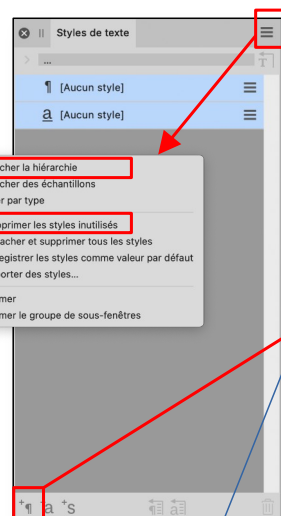 Styles de texte
...
¶ [Aucun style]
a [Aucun style]
cher la hiérarchie
cher des échantillons
r par type
primer les styles inutilisés
acher et supprimer tous les styles
egistrer les styles comme valeur par défaut
orter des styles...
mer
mer le groupe de sous-fenêtres
+¶ +a +s ¶ a